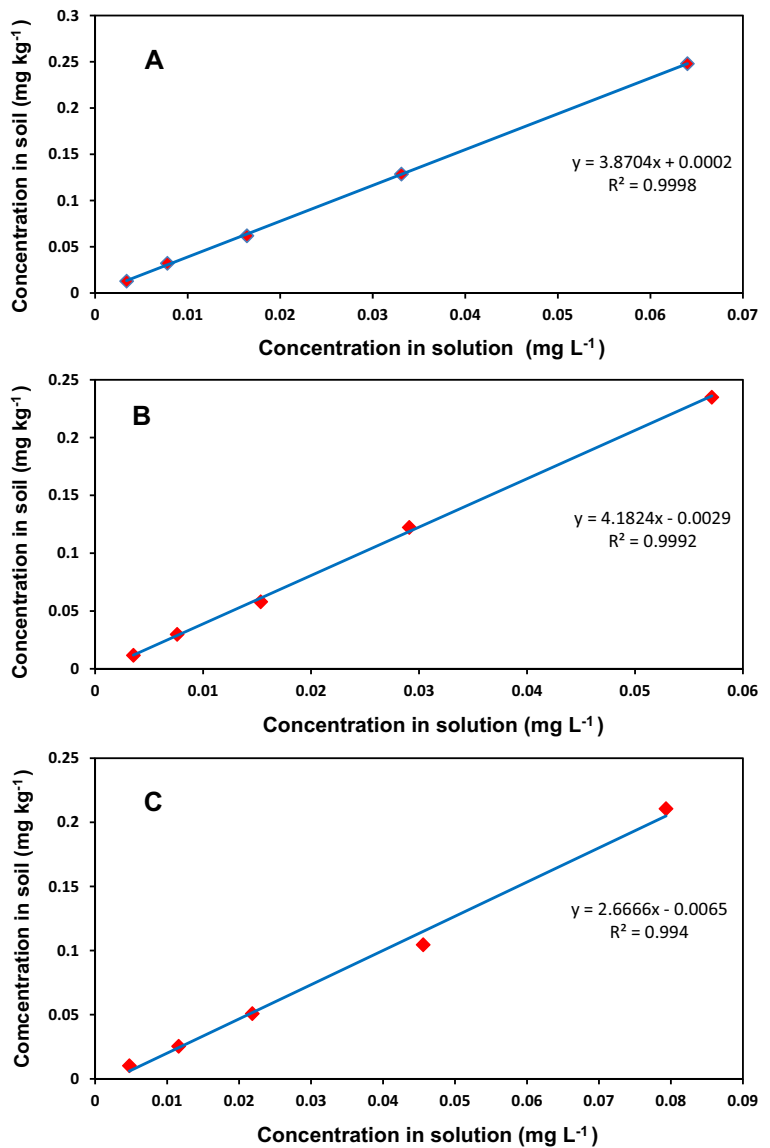 A
Concentration in soil (mg kg⁻¹)
0.3
0.25
0.2
0.15
0.1
0.05
0
y = 3.8704x + 0.0002
R² = 0.9998
0 0.01 0.02 0.03 0.04 0.05 0.06 0.07
Concentration in solution (mg L⁻¹)
B
Concentration in soil (mg kg⁻¹)
0.25
0.2
0.15
0.1
0.05
0
y = 4.1824x - 0.0029
R² = 0.9992
0 0.01 0.02 0.03 0.04 0.05 0.06
Concentration in solution (mg L⁻¹)
C
Comcentration in soil (mg kg⁻¹)
0.25
0.2
0.15
0.1
0.05
0
y = 2.6666x - 0.0065
R² = 0.994
0 0.01 0.02 0.03 0.04 0.05 0.06 0.07 0.08 0.09
Concentration in solution (mg L⁻¹)